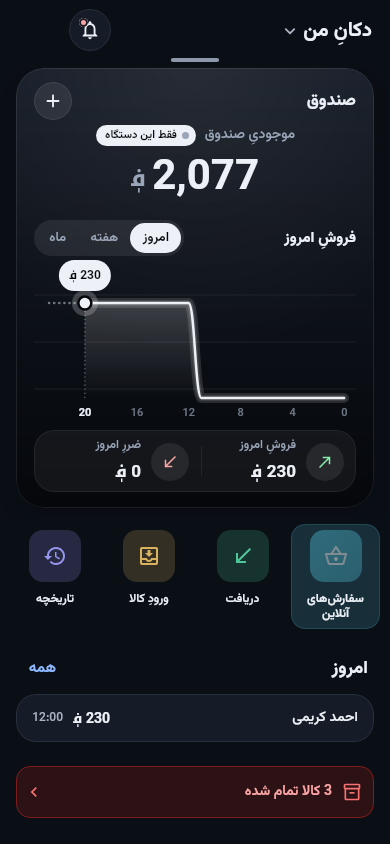 دکانِ من
صندوق
موجودیِ صندوق
فقط این دستگاه
2,077 ؋
فروشِ امروز
امروز
هفته
ماه
230 ؋
20 16 12 8 4 0
فروشِ امروز
230 ؋
ضررِ امروز
0 ؋
سفارش‌های
آنلاین
دریافت
ورودِ کالا
تاریخچه
امروز
همه
احمد کریمی
230 ؋
12:00
3 کالا تمام شده